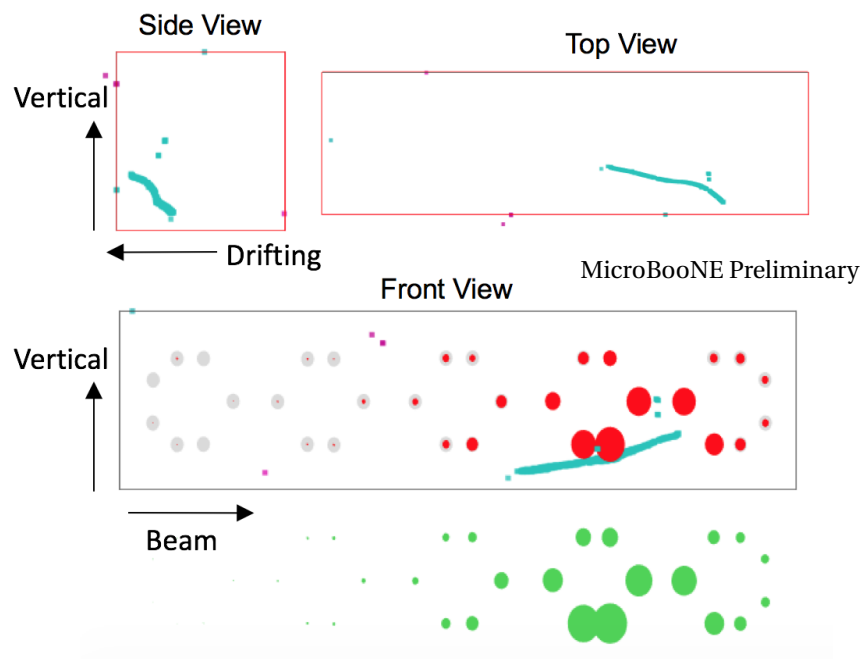 Side View
Top View
Vertical
Drifting
MicroBooNE Preliminary
Front View
Vertical
Beam